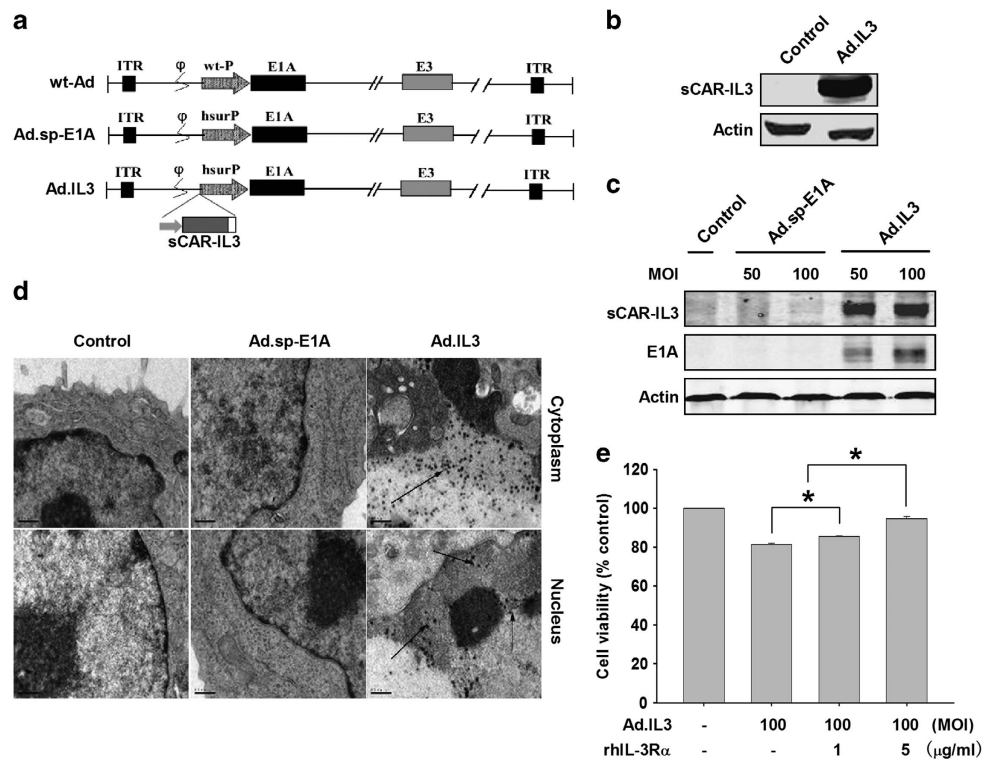 a
ITR φ wt-P E1A E3 ITR
wt-Ad
ITR φ hsurP E1A E3 ITR
Ad.sp-E1A
ITR φ hsurP E1A E3 ITR
Ad.IL3
sCAR-IL3
b
Control Ad.IL3
sCAR-IL3
Actin
c
Control Ad.sp-E1A Ad.IL3
MOI 50 100 50 100
sCAR-IL3
E1A
Actin
d
Control Ad.sp-E1A Ad.IL3
Cytoplasm
Nucleus
e
Cell viability (% control)
120
100
80
60
40
20
0
* *
Ad.IL3 - 100 100 100 (MOI)
rhIL-3Rα - - 1 5 (μg/ml)